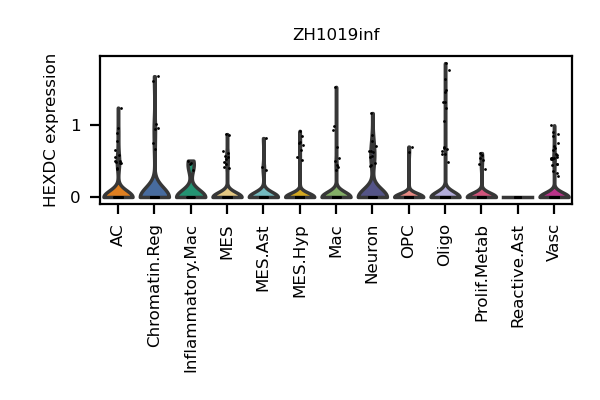 ZH1019inf
HEXDC expression
1
0
AC
Chromatin.Reg
Inflammatory.Mac
MES
MES.Ast
MES.Hyp
Mac
Neuron
OPC
Oligo
Prolif.Metab
Reactive.Ast
Vasc